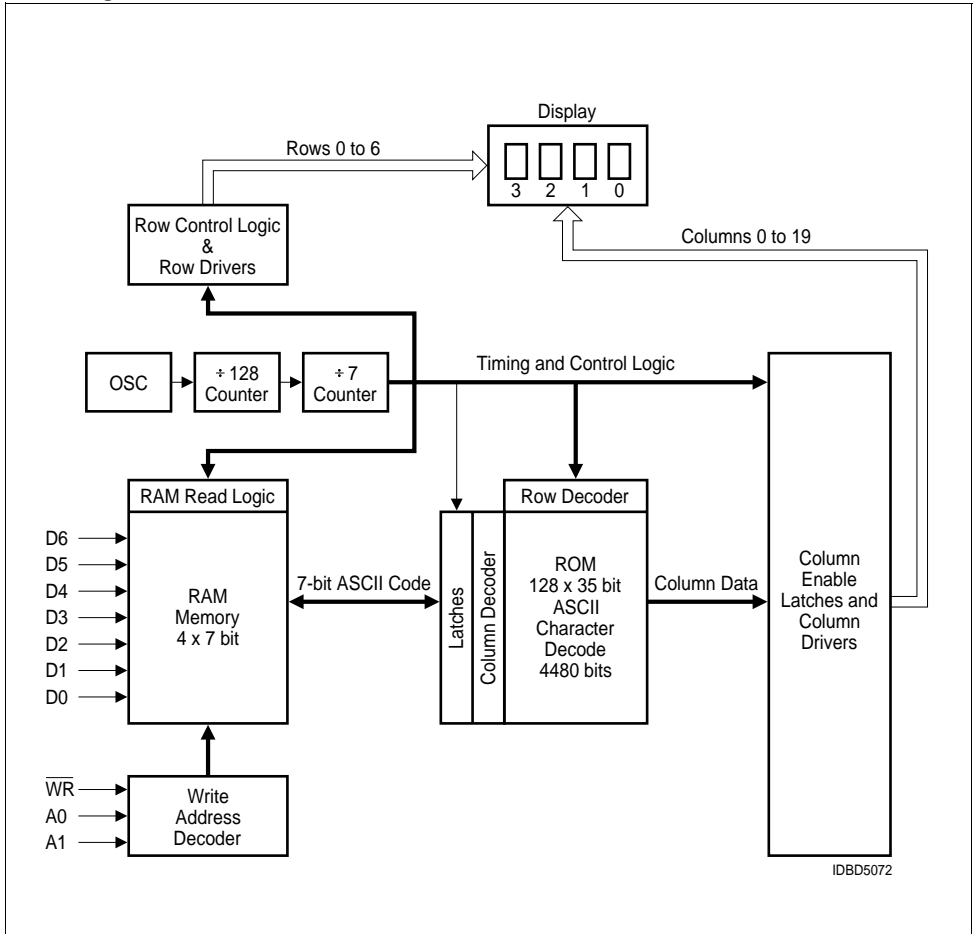 Display
Rows 0 to 6
3 2 1 0
Row Control Logic
&
Row Drivers
Columns 0 to 19
OSC
÷ 128
Counter
÷ 7
Counter
Timing and Control Logic
RAM Read Logic
Row Decoder
D6
D5
D4
D3
D2
D1
D0
RAM
Memory
4 x 7 bit
7-bit ASCII Code
Latches
Column Decoder
ROM
128 x 35 bit
ASCII
Character
Decode
4480 bits
Column Data
Column
Enable
Latches and
Column
Drivers
W̅R̅
A0
A1
Write
Address
Decoder
IDBD5072